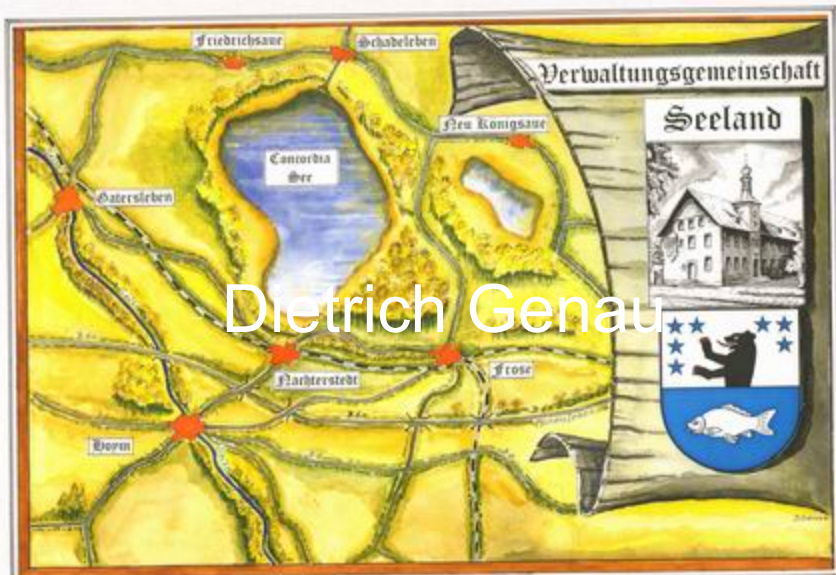 Friedrichsaue
Schadeleben
Verwaltungsgemeinschaft
Seeland
Neu Königsaue
Concordia
See
Gatersleben
Dietrich Genau
Nachterstedt
Frose
Hoym